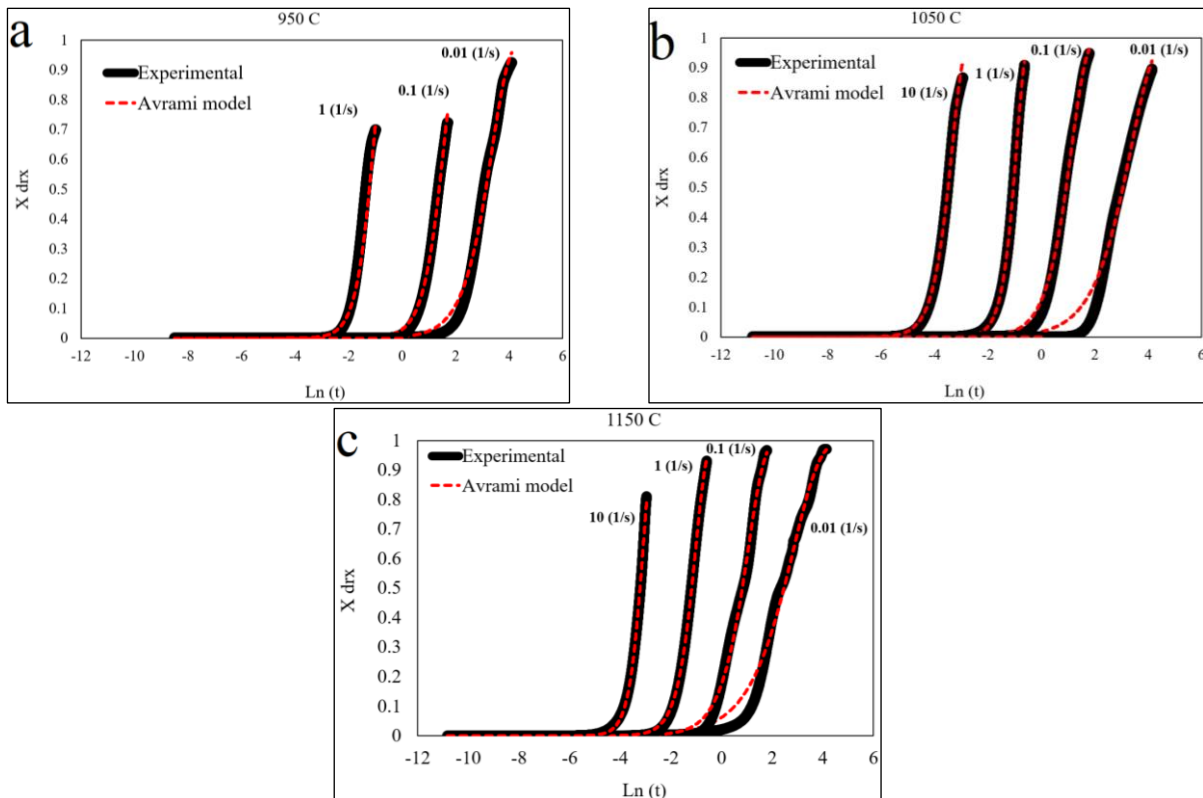 950 C
a
1
0.9
0.8
0.7
0.6
0.5
0.4
0.3
0.2
0.1
0
X drx
Experimental
Avrami model
1 (1/s)
0.1 (1/s)
0.01 (1/s)
-12 -10 -8 -6 -4 -2 0 2 4 6
Ln (t)
1050 C
b
1
0.9
0.8
0.7
0.6
0.5
0.4
0.3
0.2
0.1
0
X drx
Experimental
Avrami model
10 (1/s)
1 (1/s)
0.1 (1/s)
0.01 (1/s)
-12 -10 -8 -6 -4 -2 0 2 4 6
Ln (t)
1150 C
c
1
0.9
0.8
0.7
0.6
0.5
0.4
0.3
0.2
0.1
0
X drx
Experimental
Avrami model
10 (1/s)
1 (1/s)
0.1 (1/s)
0.01 (1/s)
-12 -10 -8 -6 -4 -2 0 2 4 6
Ln (t)